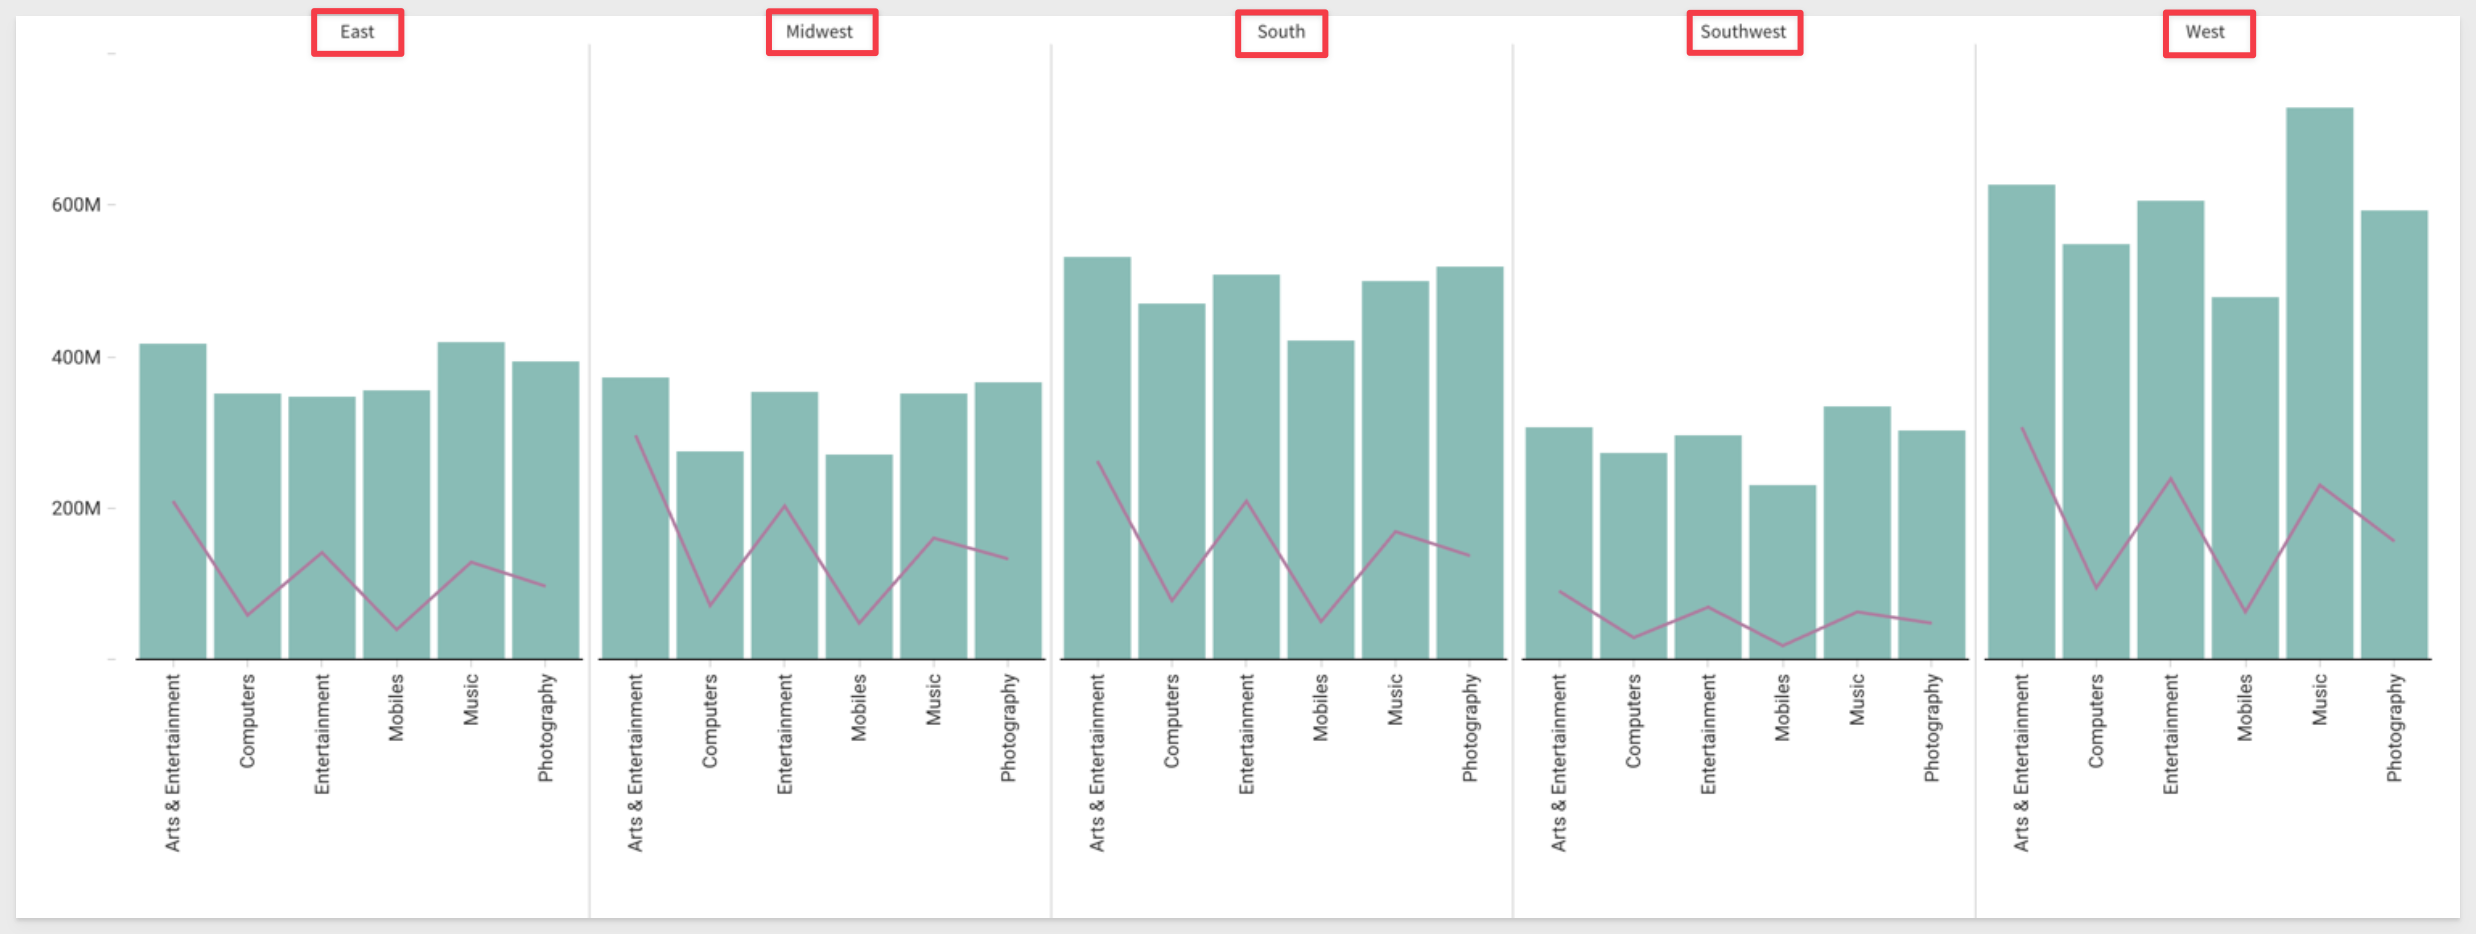 East
Midwest
South
Southwest
West
600M
400M
200M
Arts & Entertainment
Computers
Entertainment
Mobiles
Music
Photography
Arts & Entertainment
Computers
Entertainment
Mobiles
Music
Photography
Arts & Entertainment
Computers
Entertainment
Mobiles
Music
Photography
Arts & Entertainment
Computers
Entertainment
Mobiles
Music
Photography
Arts & Entertainment
Computers
Entertainment
Mobiles
Music
Photography